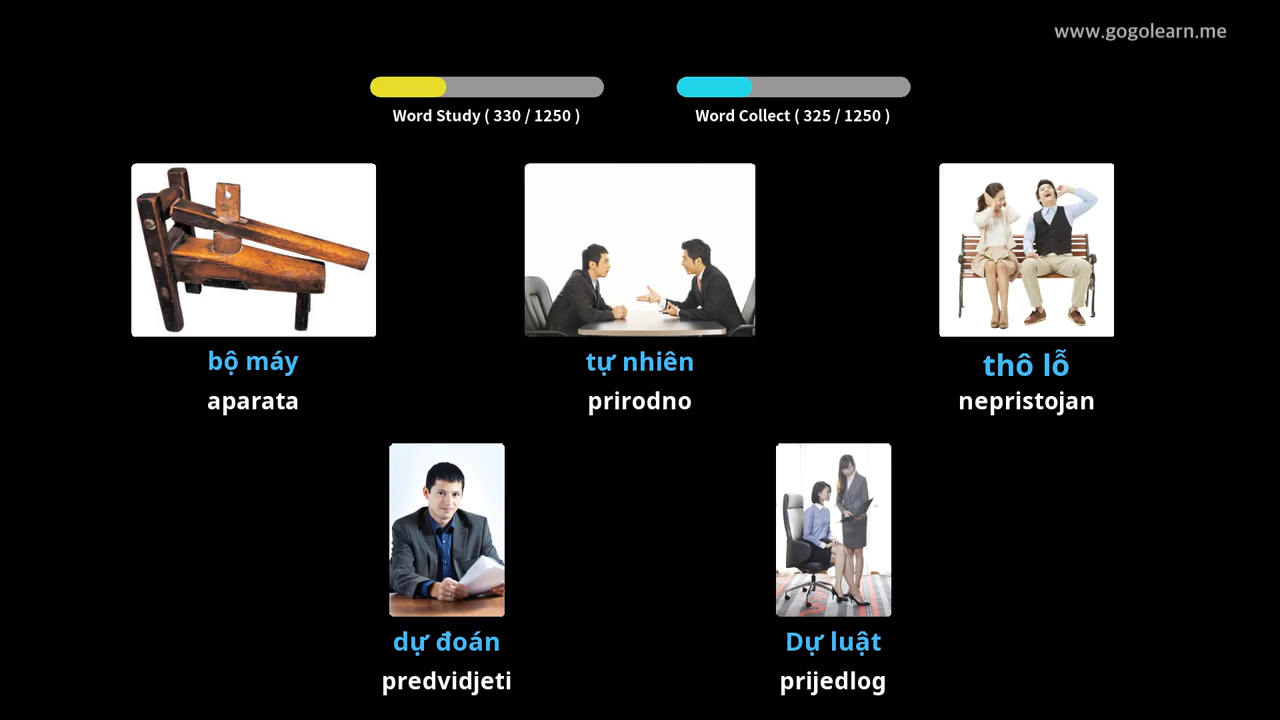 www.gogolearn.me
Word Study ( 330 / 1250 )
Word Collect ( 325 / 1250 )
bộ máy
aparata
tự nhiên
prirodno
thô lỗ
nepristojan
dự đoán
predvidjeti
Dự luật
prijedlog